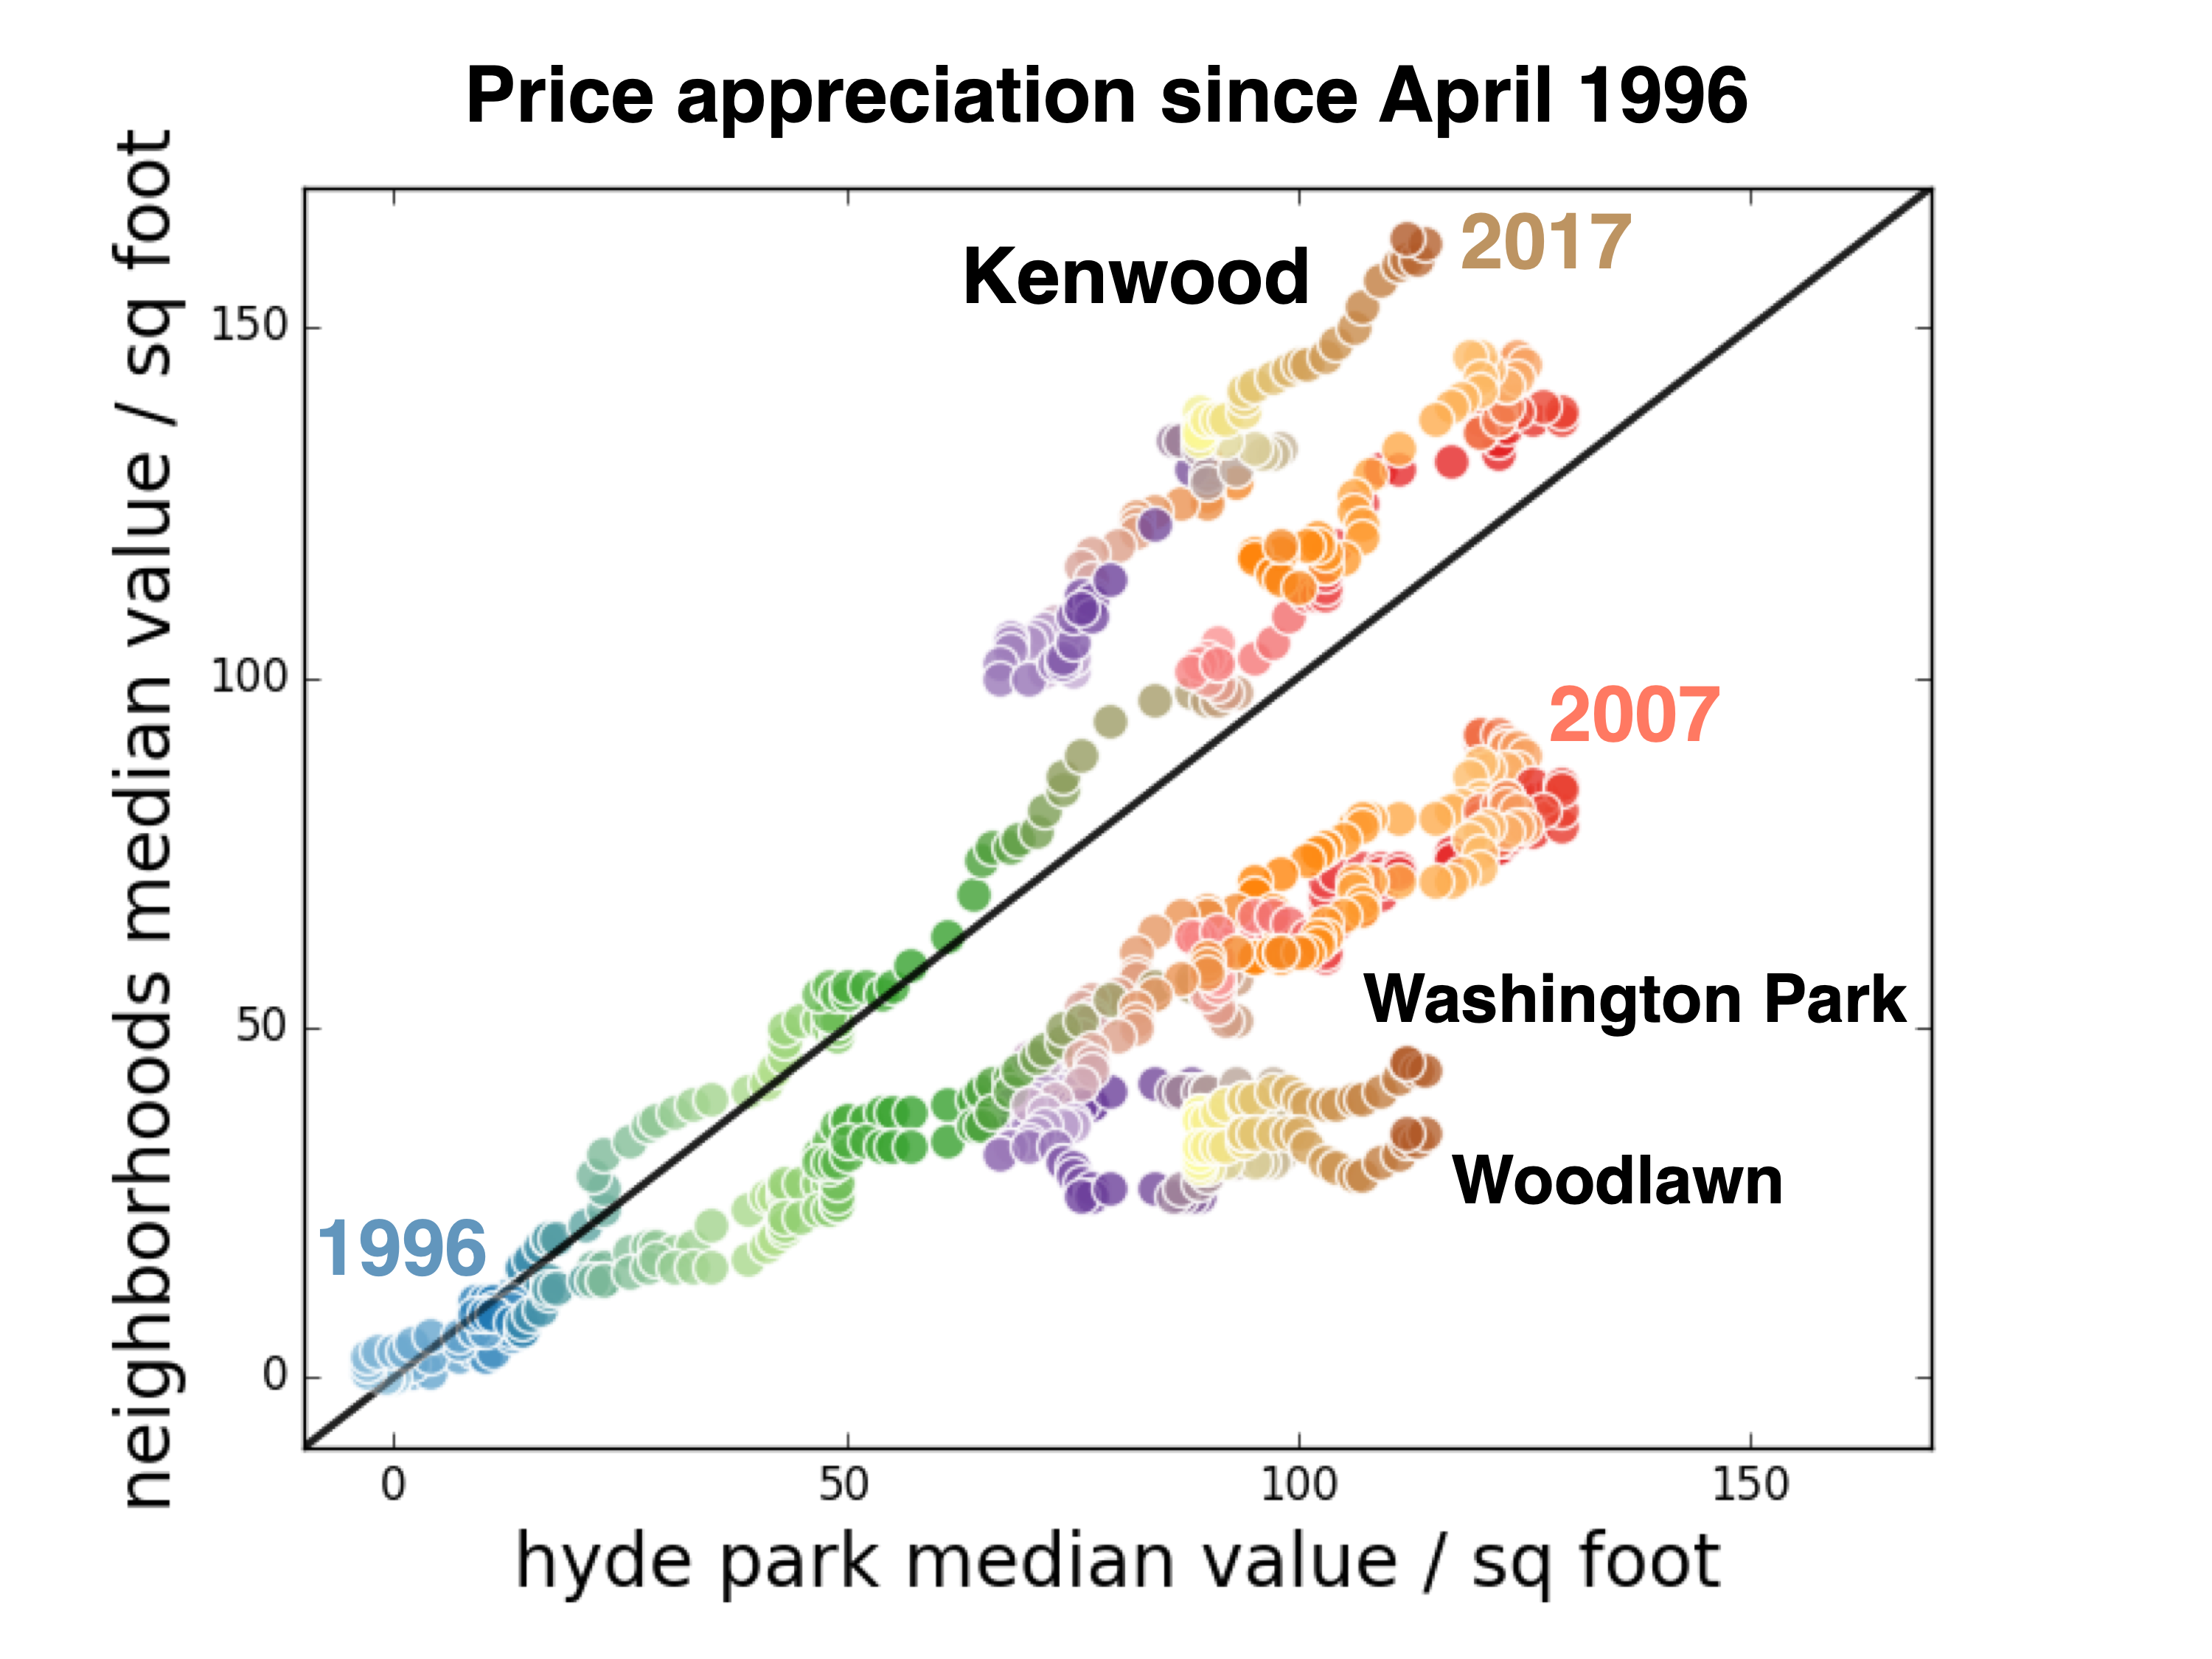 Price appreciation since April 1996
neighborhoods median value / sq foot
150
100
50
0
Kenwood
2017
2007
Washington Park
Woodlawn
1996
0 50 100 150
hyde park median value / sq foot